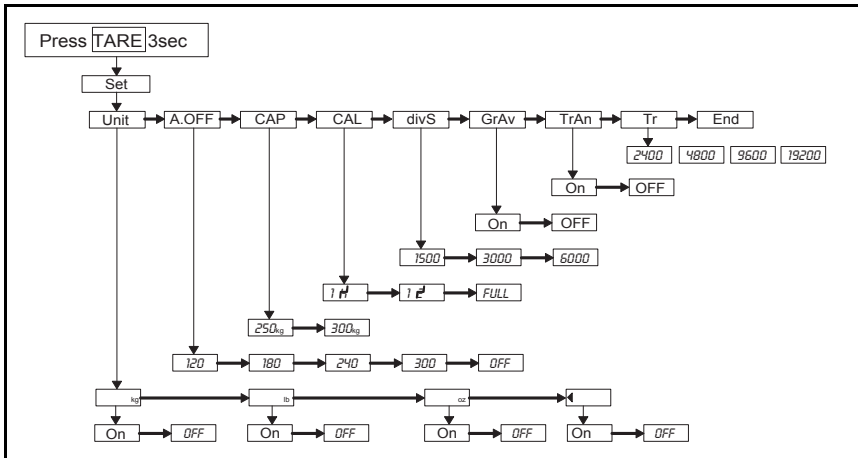 Press TARE 3sec
Set
Unit A.OFF CAP CAL divS GrAv TrAn Tr End
2400 4800 9600 19200
On OFF
On OFF
1500 3000 6000
FULL
250kg 300kg
120 180 240 300 OFF
kg lb oz
On OFF On OFF On OFF On OFF